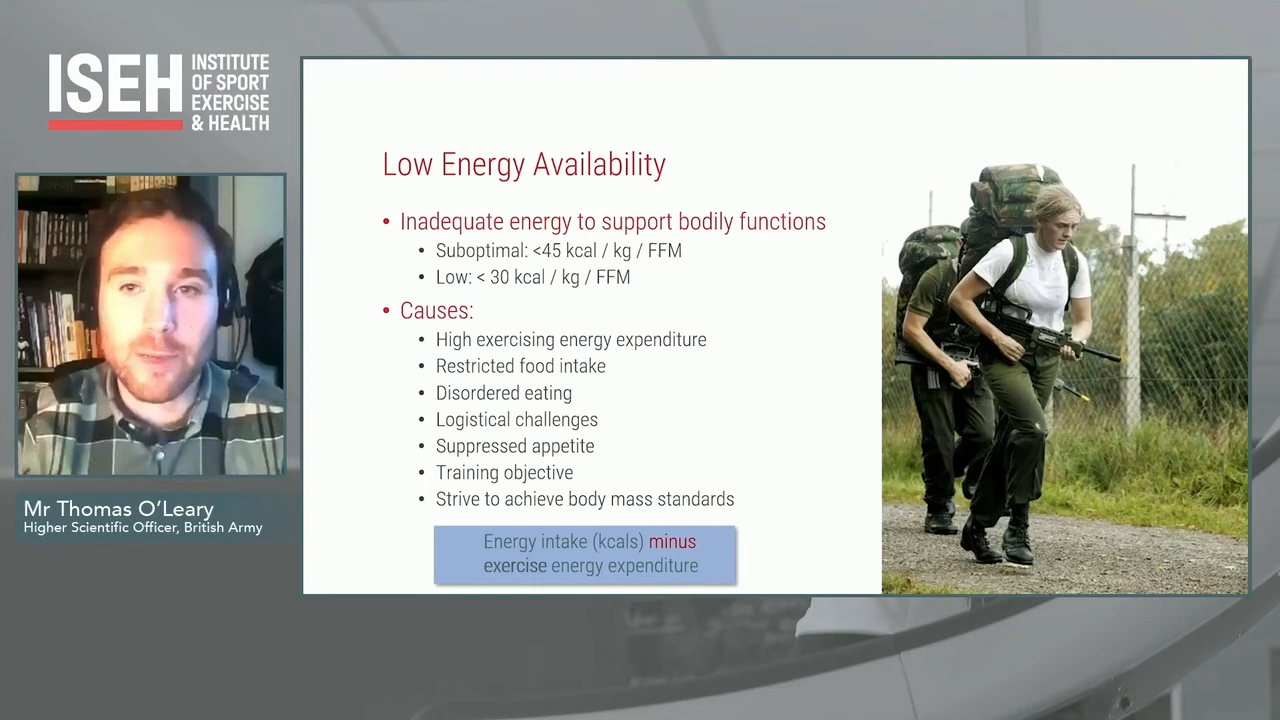 ISEH
INSTITUTE
OF SPORT
EXERCISE
& HEALTH
Mr Thomas O'Leary
Higher Scientific Officer, British Army
Low Energy Availability
• Inadequate energy to support bodily functions
• Suboptimal: <45 kcal / kg / FFM
• Low: < 30 kcal / kg / FFM
• Causes:
• High exercising energy expenditure
• Restricted food intake
• Disordered eating
• Logistical challenges
• Suppressed appetite
• Training objective
• Strive to achieve body mass standards
Energy intake (kcals) minus
exercise energy expenditure